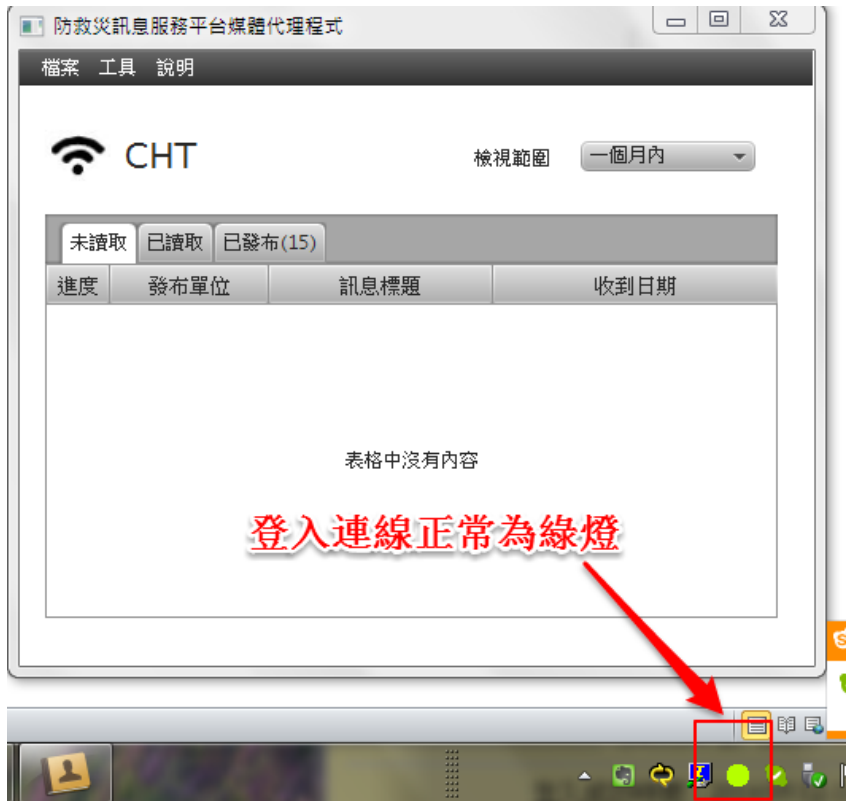 防救災訊息服務平台媒體代理程式
檔案 工具 說明
CHT
檢視範圍 一個月內
未讀取 已讀取 已發布(15)
進度 發布單位 訊息標題 收到日期
表格中沒有內容
登入連線正常為綠燈